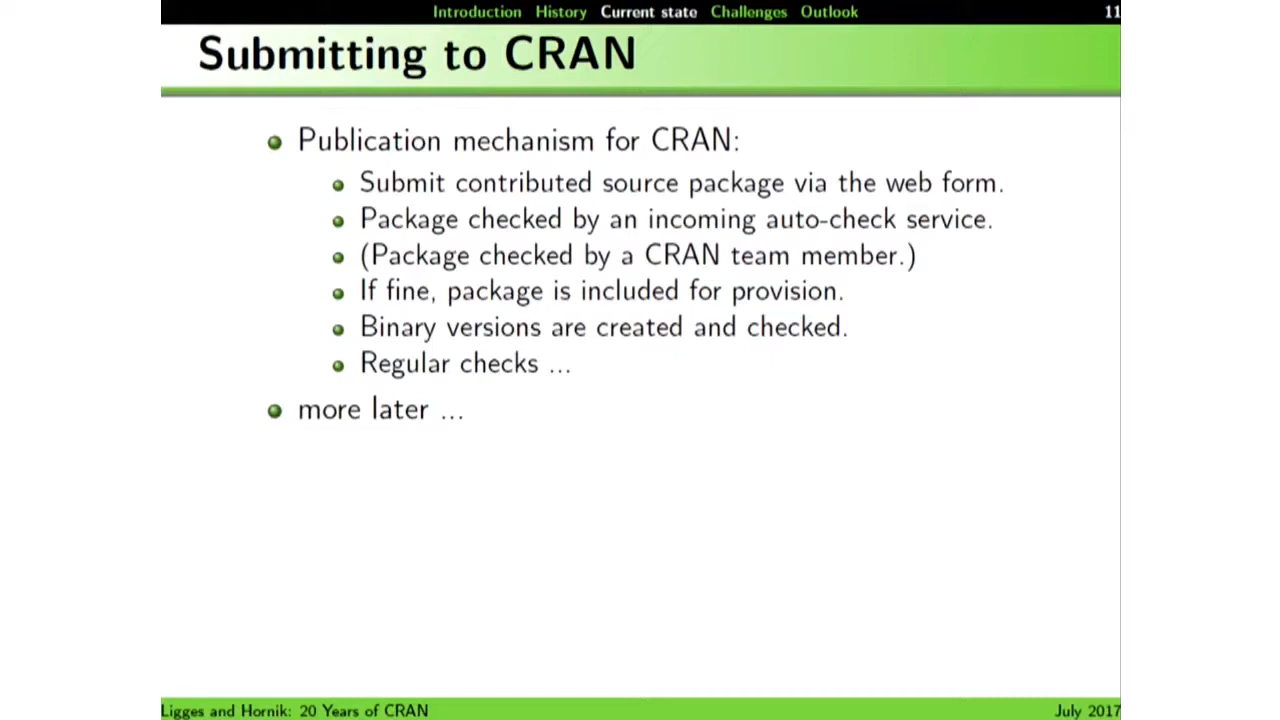 Introduction History Current state Challenges Outlook 11
Submitting to CRAN
Publication mechanism for CRAN:
Submit contributed source package via the web form.
Package checked by an incoming auto-check service.
(Package checked by a CRAN team member.)
If fine, package is included for provision.
Binary versions are created and checked.
Regular checks ...
more later ...
Ligges and Hornik: 20 Years of CRAN July 2017